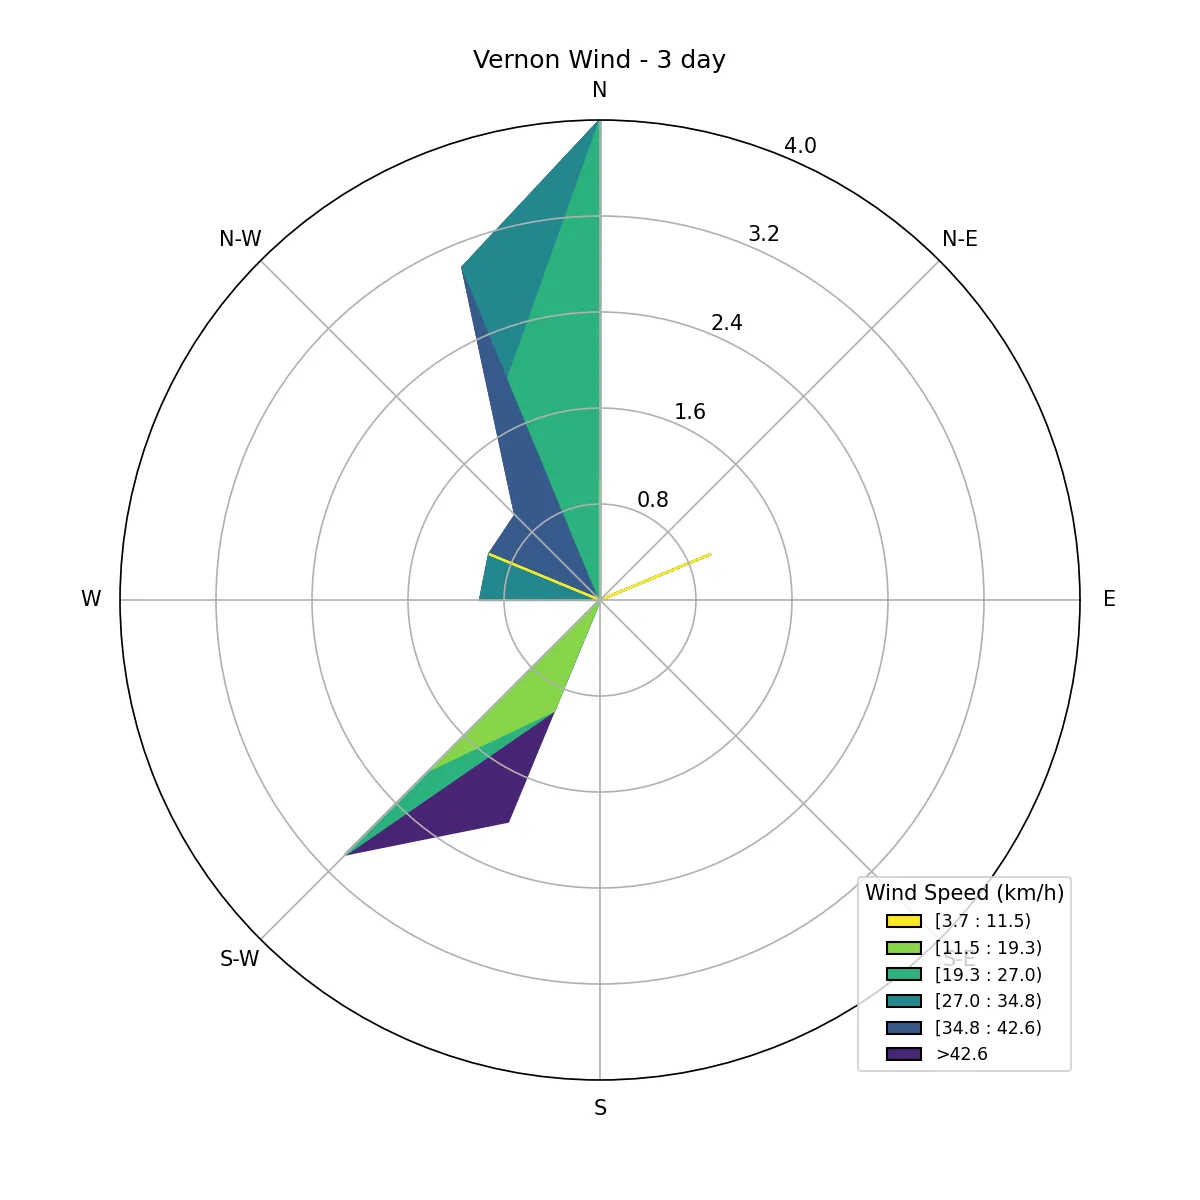 Vernon Wind - 3 day
N
4.0
N-W
3.2
N-E
2.4
1.6
0.8
W
E
S-W
S-E
S
Wind Speed (km/h)
[3.7 : 11.5)
[11.5 : 19.3)
[19.3 : 27.0)
[27.0 : 34.8)
[34.8 : 42.6)
>42.6